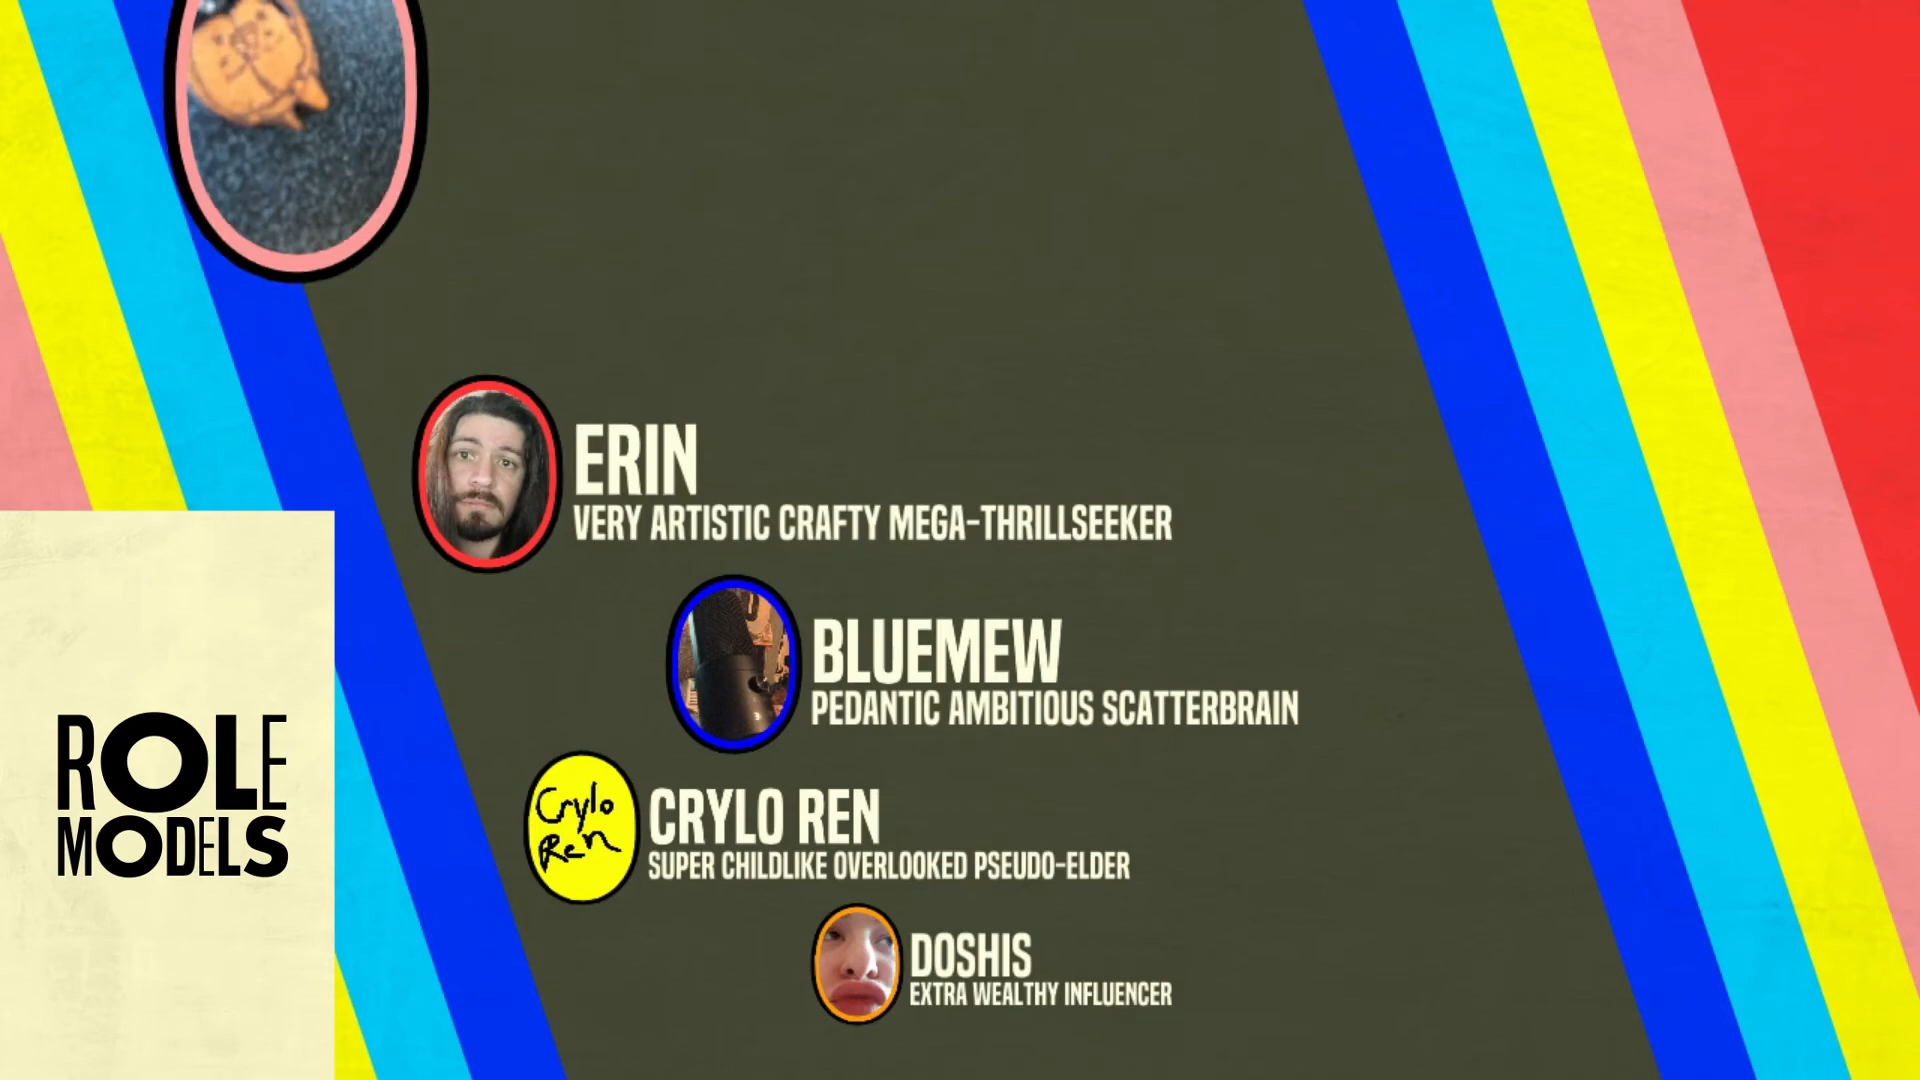 ERIN
VERY ARTISTIC CRAFTY MEGA-THRILLSEEKER
BLUEMEW
PEDANTIC AMBITIOUS SCATTERBRAIN
Crylo
Ren
CRYLO REN
SUPER CHILDLIKE OVERLOOKED PSEUDO-ELDER
DOSHIS
EXTRA WEALTHY INFLUENCER
ROLE
MODELS